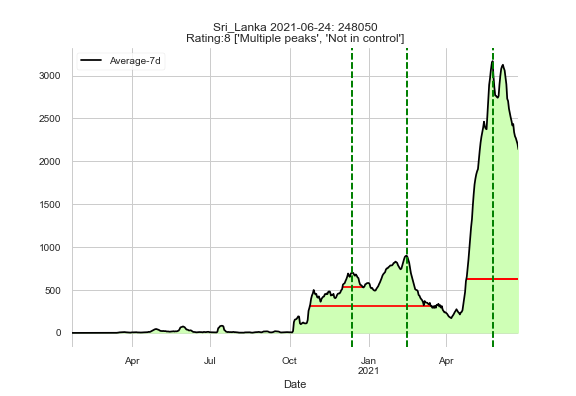 Sri_Lanka 2021-06-24: 248050
Rating:8 ['Multiple peaks', 'Not in control']
Average-7d
3000
2500
2000
1500
1000
500
0
Apr
Jul
Oct
Jan
2021
Apr
Date